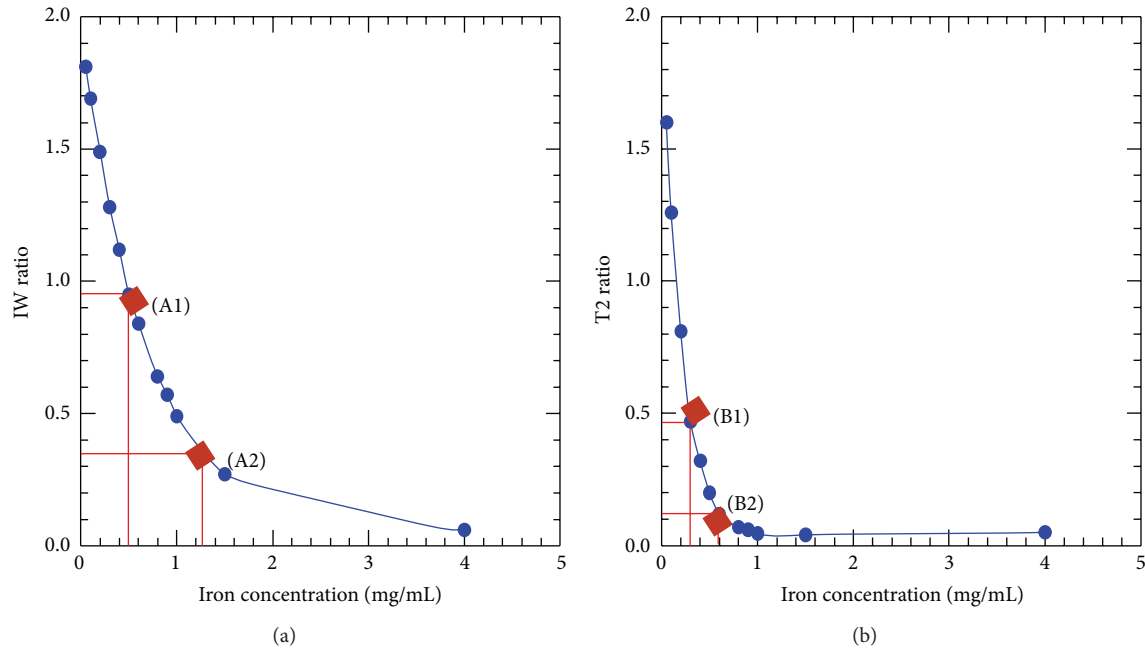 2.0
1.5
1.0
0.5
0.0
IW ratio
(A1)
(A2)
0 1 2 3 4 5
Iron concentration (mg/mL)
(a)
2.0
1.5
1.0
0.5
0.0
T2 ratio
(B1)
(B2)
0 1 2 3 4 5
Iron concentration (mg/mL)
(b)